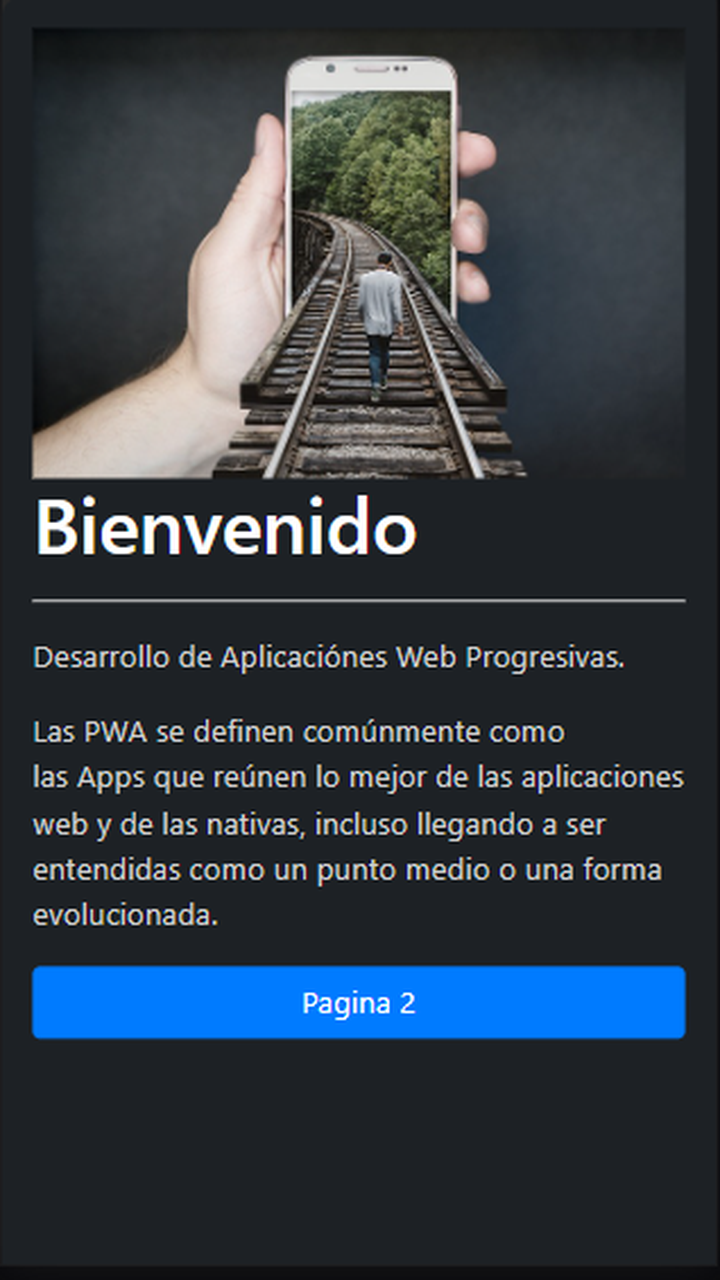 Bienvenido
Desarrollo de Aplicaciónes Web Progresivas.
Las PWA se definen comúnmente como
las Apps que reúnen lo mejor de las aplicaciones
web y de las nativas, incluso llegando a ser
entendidas como un punto medio o una forma
evolucionada.
Pagina 2